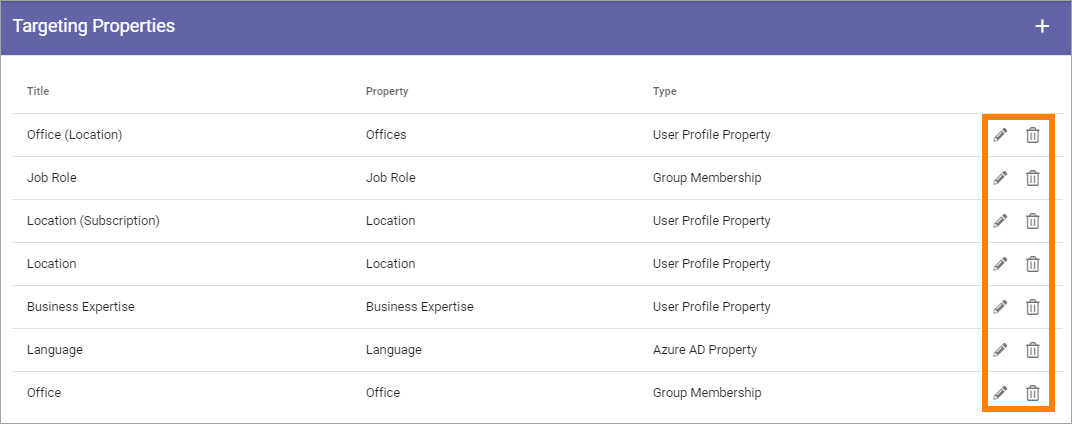 Targeting Properties +
Title Property Type
Office (Location) Offices User Profile Property
Job Role Job Role Group Membership
Location (Subscription) Location User Profile Property
Location Location User Profile Property
Business Expertise Business Expertise User Profile Property
Language Language Azure AD Property
Office Office Group Membership